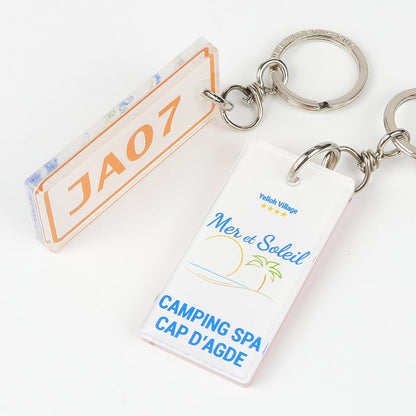 JA07
Yelloh Village
Mer et Soleil
CAMPING SPA
CAP D'AGDE